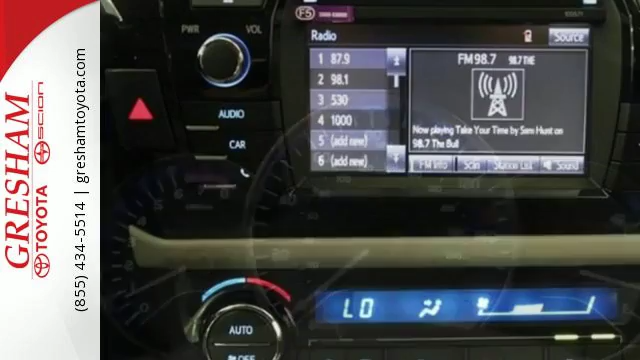 GRESHAM
TOYOTA
SCION
(855) 434-5514 | greshamtoyota.com
PWR
VOL
AUDIO
CAR
Radio
Source
1 87.9
2 98.1
3 530
4 1000
5 (add new)
6 (add new)
FM 98.7
98.7 THE
Now playing Take Your Time by Sam Hunt on
98.7 The Bull
FM Info
Scan
Station List
Sound
LO
AUTO
OFF